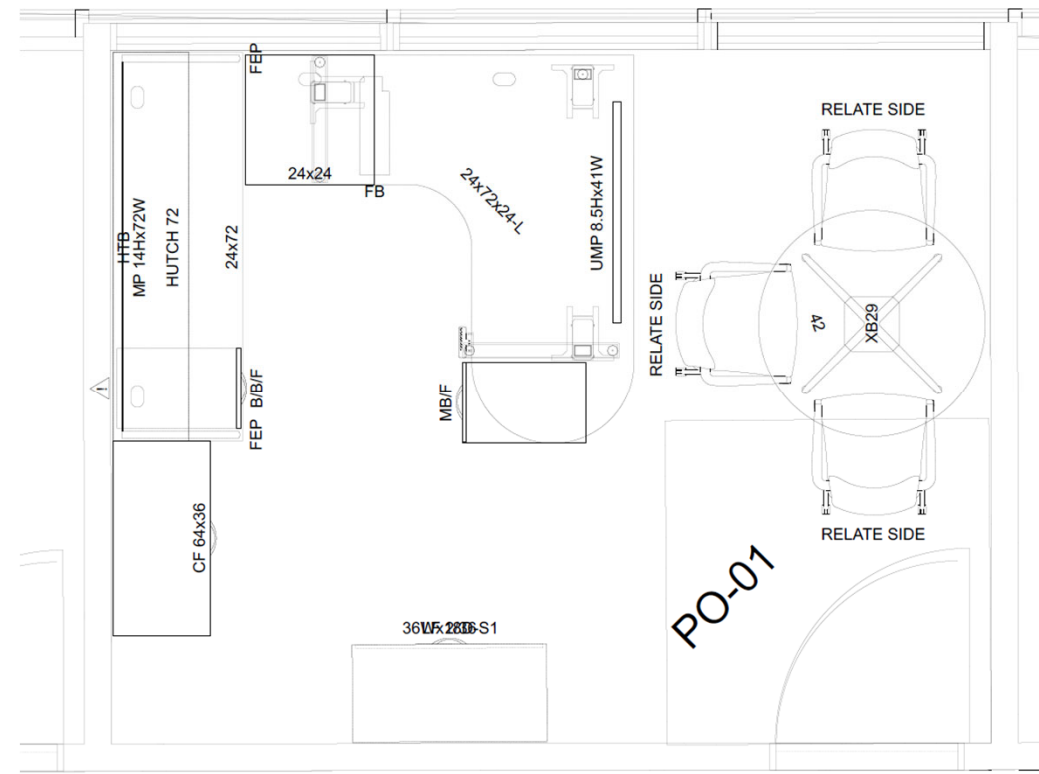 FEP
RELATE SIDE
24x24
FB
24x72x24-L
UMP 8.5Hx41W
HTB
MP 14Hx72W
HUTCH 72
24x72
RELATE SIDE
42
XB29
B/B/F
MB/F
FEP
CF 64x36
RELATE SIDE
PO-01